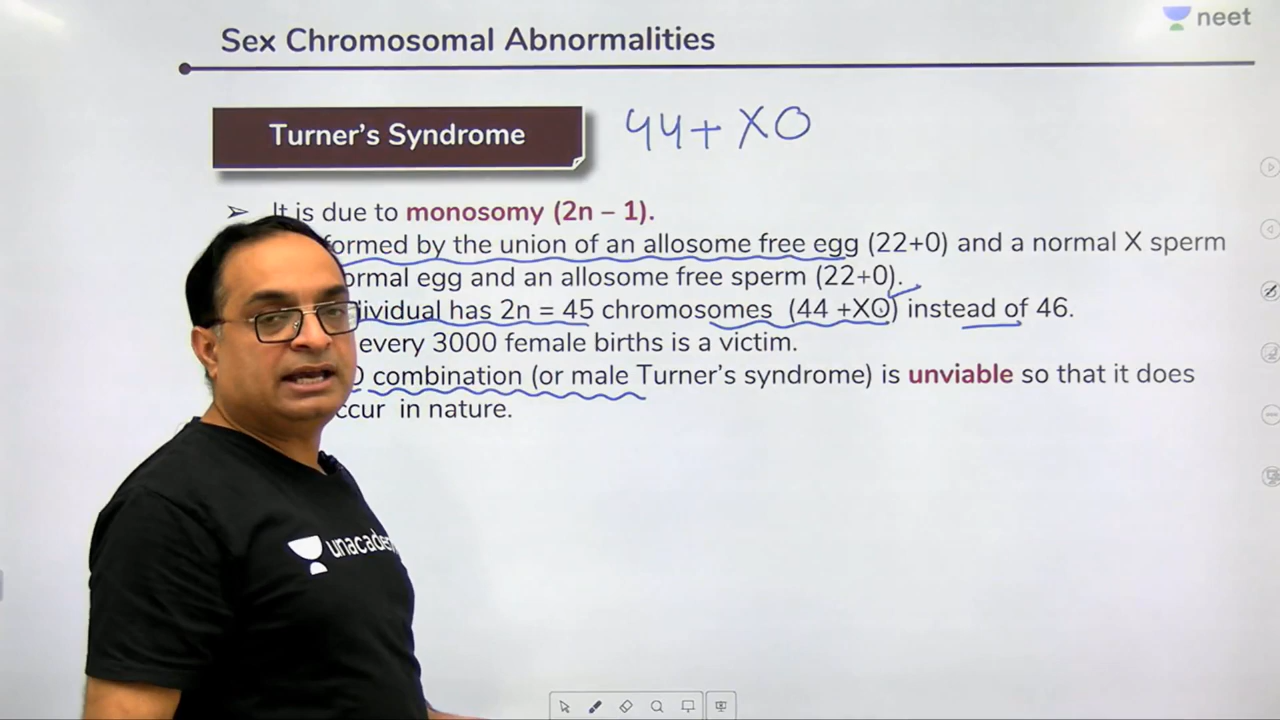 neet
Sex Chromosomal Abnormalities
Turner's Syndrome 44+ XO
➢ It is due to monosomy (2n – 1).
formed by the union of an allosome free egg (22+0) and a normal X sperm
ormal egg and an allosome free sperm (22+0).
ividual has 2n = 45 chromosomes (44 +XO) instead of 46.
every 3000 female births is a victim.
combination (or male Turner's syndrome) is unviable so that it does
ccur in nature.
unacade